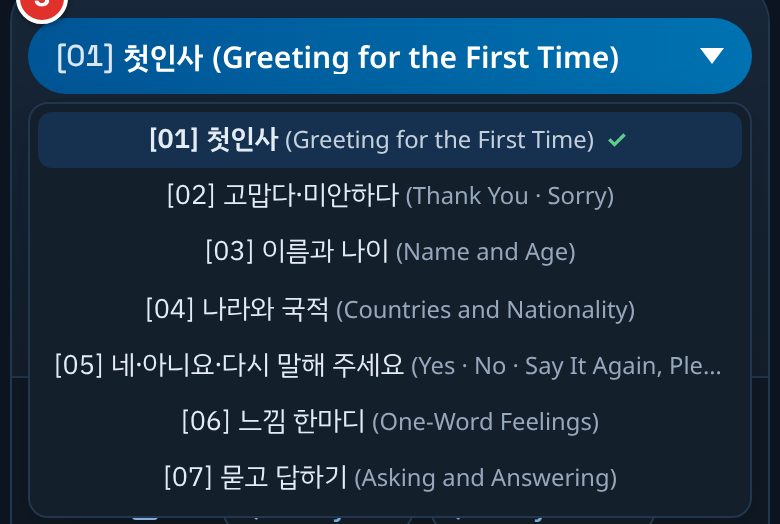 [01] 첫인사 (Greeting for the First Time)
[01] 첫인사 (Greeting for the First Time)
[02] 고맙다·미안하다 (Thank You · Sorry)
[03] 이름과 나이 (Name and Age)
[04] 나라와 국적 (Countries and Nationality)
[05] 네·아니요·다시 말해 주세요 (Yes · No · Say It Again, Ple...
[06] 느낌 한마디 (One-Word Feelings)
[07] 묻고 답하기 (Asking and Answering)